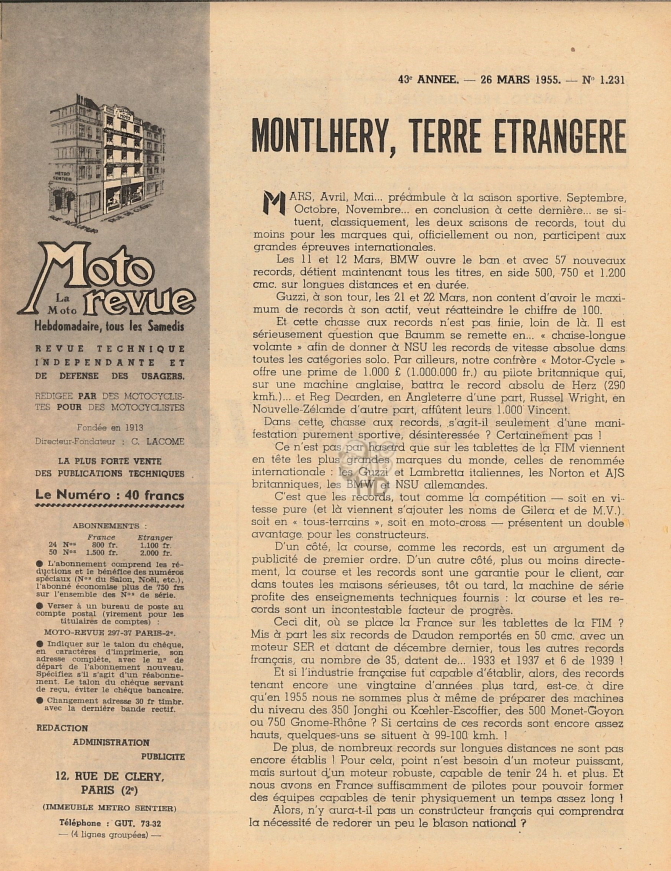 43e ANNEE. — 26 MARS 1955. — No 1.231
MONTLHERY, TERRE ETRANGERE
MARS, Avril, Mai... préambule à la saison sportive. Septembre,
Octobre, Novembre... en conclusion à cette dernière... se si-
tuent, classiquement, les deux saisons de records, tout du
moins pour les marques qui, officiellement ou non, participent aux
grandes épreuves internationales.
Les 11 et 12 Mars, BMW ouvre le ban et avec 57 nouveaux
records, détient maintenant tous les titres, en side 500, 750 et 1.200
cmc. sur longues distances et en durée.
Guzzi, à son tour, les 21 et 22 Mars, non content d'avoir le maxi-
mum de records à son actif, veut réatteindre le chiffre de 100.
Et cette chasse aux records n'est pas finie, loin de là. Il est
sérieusement question que Baumm se remette en... « chaise-longue
volante » afin de donner à NSU les records de vitesse absolue dans
toutes les catégories solo. Par ailleurs, notre confrère « Motor-Cycle »
offre une prime de 1.000 £ (1.000.000 fr.) au pilote britannique qui,
sur une machine anglaise, battra le record absolu de Herz (290
kmh.)... et Reg Dearden, en Angleterre d'une part, Russel Wright, en
Nouvelle-Zélande d'autre part, affûtent leurs 1.000 Vincent.
Dans cette chasse aux records, s'agit-il seulement d'une mani-
festation purement sportive, désintéressée ? Certainement pas !
Ce n'est pas par hasard que sur les tablettes de la FIM viennent
en tête les plus grandes marques du monde, celles de renommée
internationale : les Guzzi et Lambretta italiennes, les Norton et AJS
britanniques, les BMW et NSU allemandes.
C'est que les records, tout comme la compétition — soit en vi-
tesse pure (et là viennent s'ajouter les noms de Gilera et de M.V.).
soit en « tous-terrains », soit en moto-cross — présentent un double
avantage pour les constructeurs.
D'un côté, la course, comme les records, est un argument de
publicité de premier ordre. D'un autre côté, plus ou moins directe-
ment, la course et les records sont une garantie pour le client, car
dans toutes les maisons sérieuses, tôt ou tard, la machine de série
profite des enseignements techniques fournis : la course et les re-
cords sont un incontestable facteur de progrès.
Ceci dit, où se place la France sur les tablettes de la FIM ?
Mis à part les six records de Daudon remportés en 50 cmc. avec un
moteur SER et datant de décembre dernier, tous les autres records
français, au nombre de 35, datent de... 1933 et 1937 et 6 de 1939 !
Et si l'industrie française fut capable d'établir, alors, des records
tenant encore une vingtaine d'années plus tard, est-ce à dire
qu'en 1955 nous ne sommes plus à même de préparer des machines
du niveau des 350 Jonghi ou Kœhler-Escoffier, des 500 Monet-Goyon
ou 750 Gnome-Rhône ? Si certains de ces records sont encore assez
hauts, quelques-uns se situent à 99-100 kmh. !
De plus, de nombreux records sur longues distances ne sont pas
encore établis ! Pour cela, point n'est besoin d'un moteur puissant,
mais surtout d'un moteur robuste, capable de tenir 24 h. et plus. Et
nous avons en France suffisamment de pilotes pour pouvoir former
des équipes capables de tenir physiquement un temps assez long !
Alors, n'y aura-t-il pas un constructeur français qui comprendra
la nécessité de redorer un peu le blason national ?
METRO
SENTIER
RUE REAUMUR
RUE DE CLERY
La Moto
Moto revue
Hebdomadaire, tous les Samedis
REVUE TECHNIQUE
INDEPENDANTE ET
DE DEFENSE DES USAGERS.
REDIGEE PAR DES MOTOCYCLIS-
TES POUR DES MOTOCYCLISTES
Fondée en 1913
Directeur-Fondateur : C. LACOME
LA PLUS FORTE VENTE
DES PUBLICATIONS TECHNIQUES
Le Numéro : 40 francs
ABONNEMENTS :
France Etranger
24 Nos 800 fr. 1.100 fr.
50 Nos 1.500 fr. 2.000 fr.
● L'abonnement comprend les ré-
ductions et le bénéfice des numéros
spéciaux (Nos du Salon, Noël, etc.),
l'abonné économise plus de 750 frs
sur l'ensemble des Nos de série.
● Verser à un bureau de poste au
compte postal (virement pour les
titulaires de comptes) :
MOTO-REVUE 297-37 PARIS-2e.
● Indiquer sur le talon du chèque,
en caractères d'imprimerie, son
adresse complète, avec le no de
départ de l'abonnement nouveau.
Spécifiez s'il s'agit d'un réabonne-
ment. Le talon du chèque servant
de reçu, éviter le chèque bancaire.
● Changement adresse 30 fr timbr.
avec la dernière bande rectif.
REDACTION
ADMINISTRATION
PUBLICITE
12, RUE DE CLERY,
PARIS (2e)
(IMMEUBLE METRO SENTIER)
Téléphone : GUT. 73-32
— (4 lignes groupées) —